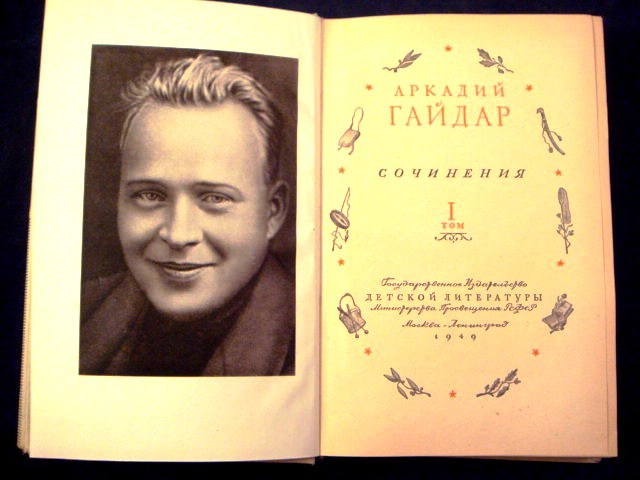 АРКАДИЙ
ГАЙДАР
СОЧИНЕНИЯ
I
ТОМ
Государственное Издательство
ДЕТСКОЙ ЛИТЕРАТУРЫ
Министерства Просвещения РСФСР
Москва - Ленинград
1949